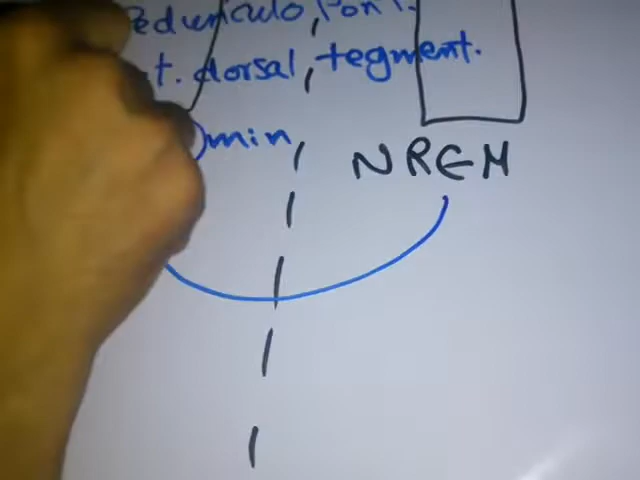 Pedunculo, Pont.
t. dorsal, tegment.
)min
NREM